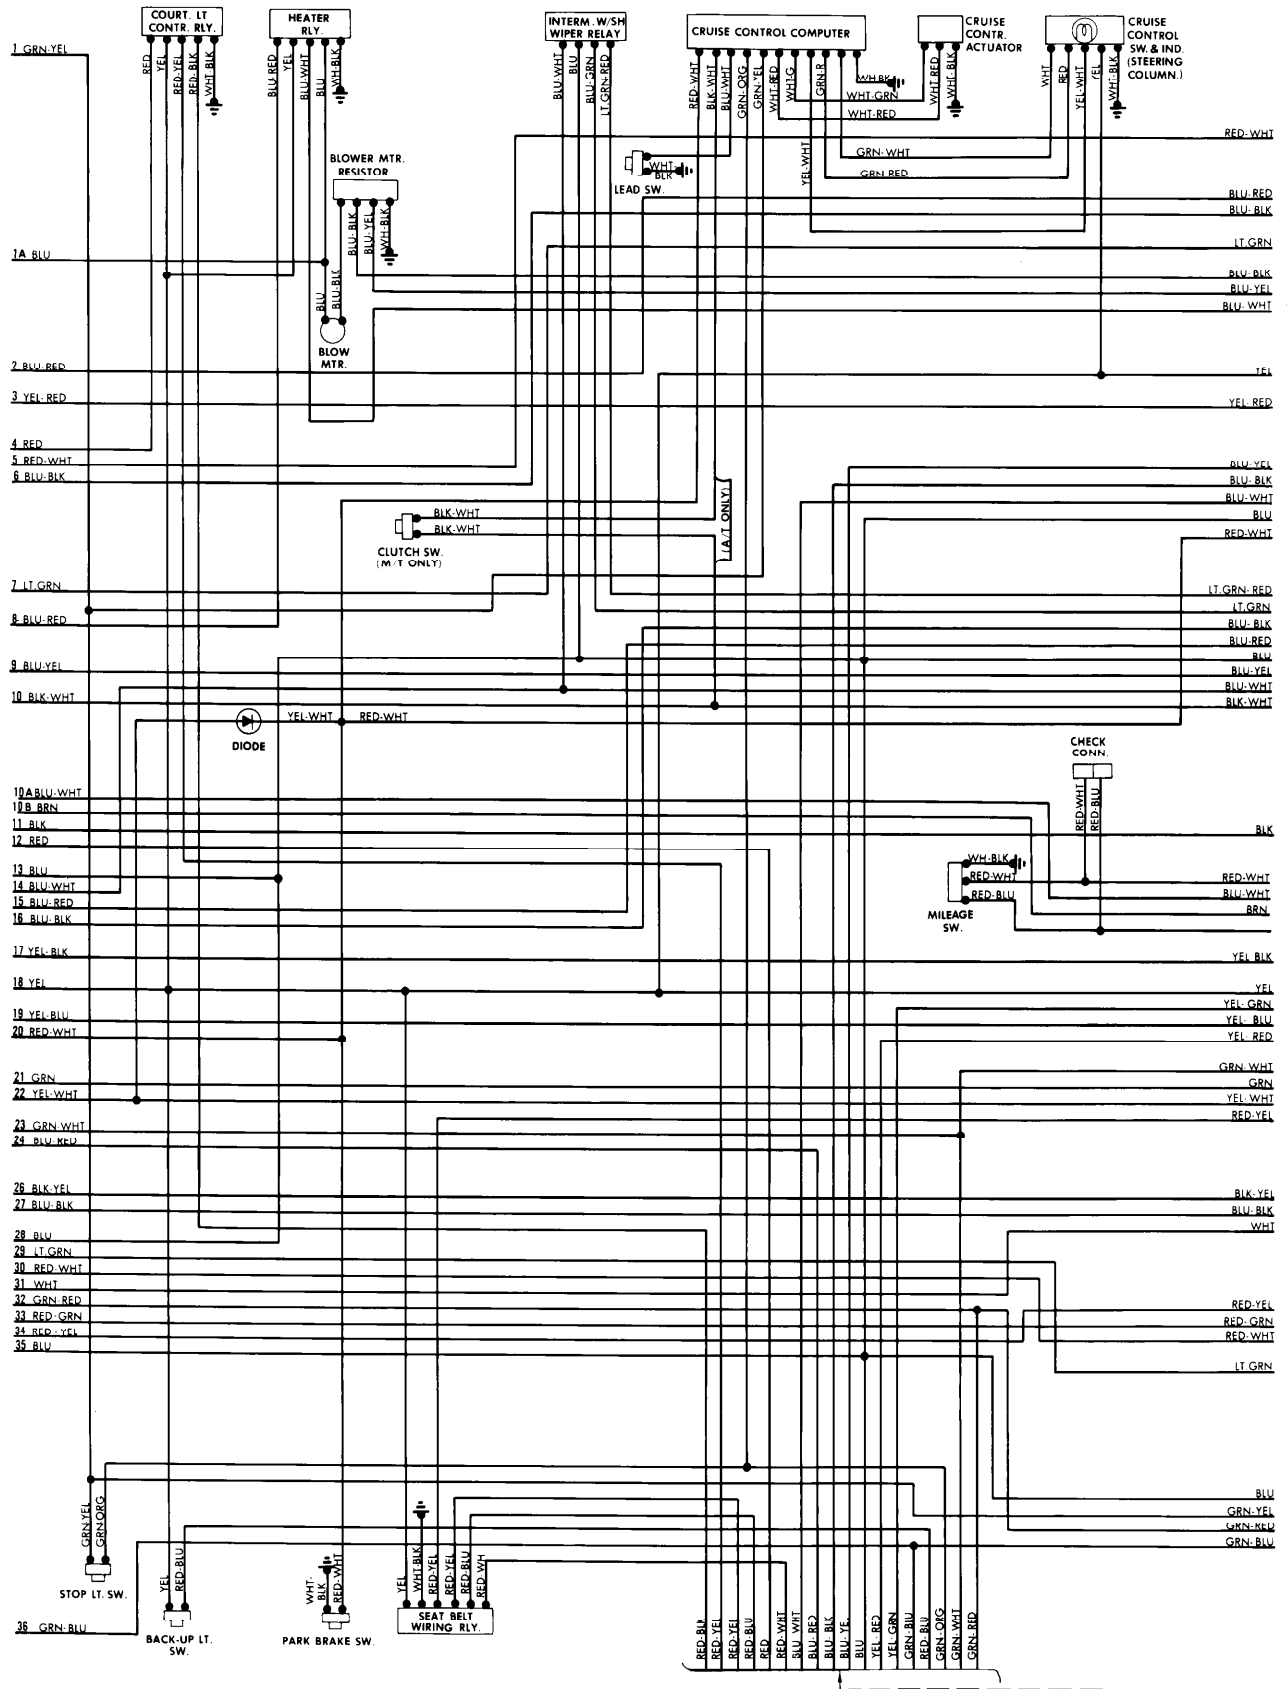 COURT. LT
CONTR. RLY.
HEATER
RLY.
INTERM. W/SH
WIPER RELAY
CRUISE CONTROL COMPUTER
CRUISE
CONTR.
ACTUATOR
CRUISE
CONTROL
SW. & IND.
(STEERING
COLUMN.)
RED
YEL
RED-YEL
RED-BLK
WHT-BLK
BLU-RED
YEL
BLU-WHT
BLU
WH-BLK
BLU-WHT
BLU
BLU-GRN
LT.GRN-RED
RED-WHT
BLK-WHT
BLU-WHT
GRN-ORG
GRN-YEL
WHT-RED
WHT-G
GRN-R
WH BK
WHT-GRN
WHT-RED
WHT RED
WHT-BLK
WHT
RED
YEL-WHT
YEL
WHT-BLK
YEL-WHT
GRN-WHT
GRN RED
LEAD SW.
WHT-
BLK
BLOWER MTR.
RESISTOR
BLU-BLK
BLU-YEL
WH-BLK
BLU
BLU-BLK
BLOW
MTR.
1 GRN-YEL
1A BLU
2 BLU-RED
3 YEL-RED
4 RED
5 RED-WHT
6 BLU-BLK
7 LT.GRN
8 BLU-RED
9 BLU-YEL
10 BLK-WHT
10A BLU-WHT
10B BRN
11 BLK
12 RED
13 BLU
14 BLU-WHT
15 BLU-RED
16 BLU-BLK
17 YEL-BLK
18 YEL
19 YEL-BLU
20 RED-WHT
21 GRN
22 YEL-WHT
23 GRN-WHT
24 BLU-RED
26 BLK-YEL
27 BLU-BLK
28 BLU
29 LT.GRN
30 RED-WHT
31 WHT
32 GRN-RED
33 RED-GRN
34 RED-YEL
35 BLU
36 GRN-BLU
RED-WHT
BLU-RED
BLU-BLK
LT.GRN
BLU-BLK
BLU-YEL
BLU-WHT
YEL
YEL-RED
BLU-YEL
BLU-BLK
BLU-WHT
BLU
RED-WHT
LT.GRN-RED
LT.GRN
BLU-BLK
BLU-RED
BLU
BLU-YEL
BLU-WHT
BLK-WHT
BLK
RED-WHT
BLU-WHT
BRN
YEL BLK
YEL
YEL-GRN
YEL-BLU
YEL-RED
GRN-WHT
GRN
YEL-WHT
RED-YEL
BLK-YEL
BLU-BLK
WHT
RED-YEL
RED-GRN
RED-WHT
LT.GRN
BLU
GRN-YEL
GRN-RED
GRN-BLU
BLK-WHT
BLK-WHT
CLUTCH SW.
(M/T ONLY)
(A/T ONLY)
DIODE
YEL-WHT
RED-WHT
CHECK
CONN.
RED-WHT
RED-BLU
WH-BLK
RED-WHT
RED-BLU
MILEAGE
SW.
GRN-YEL
GRN-ORG
STOP LT. SW.
YEL
RED-BLU
BACK-UP LT.
SW.
WHT-
BLK
RED-WHT
PARK BRAKE SW.
YEL
WHT-BLK
RED-YEL
RED-YEL
RED-BLU
RED-WH
SEAT BELT
WIRING RLY.
RED-BLK
RED-YEL
RED-YEL
RED-BLU
RED
RED-WHT
BLU WHT
BLU-RED
BLU-BLK
BLU-YE.
BLU
YEL-RED
YEL-GRN
GRN-BLU
RED-BLU
GRN-ORG
GRN-WHT
GRN-RED